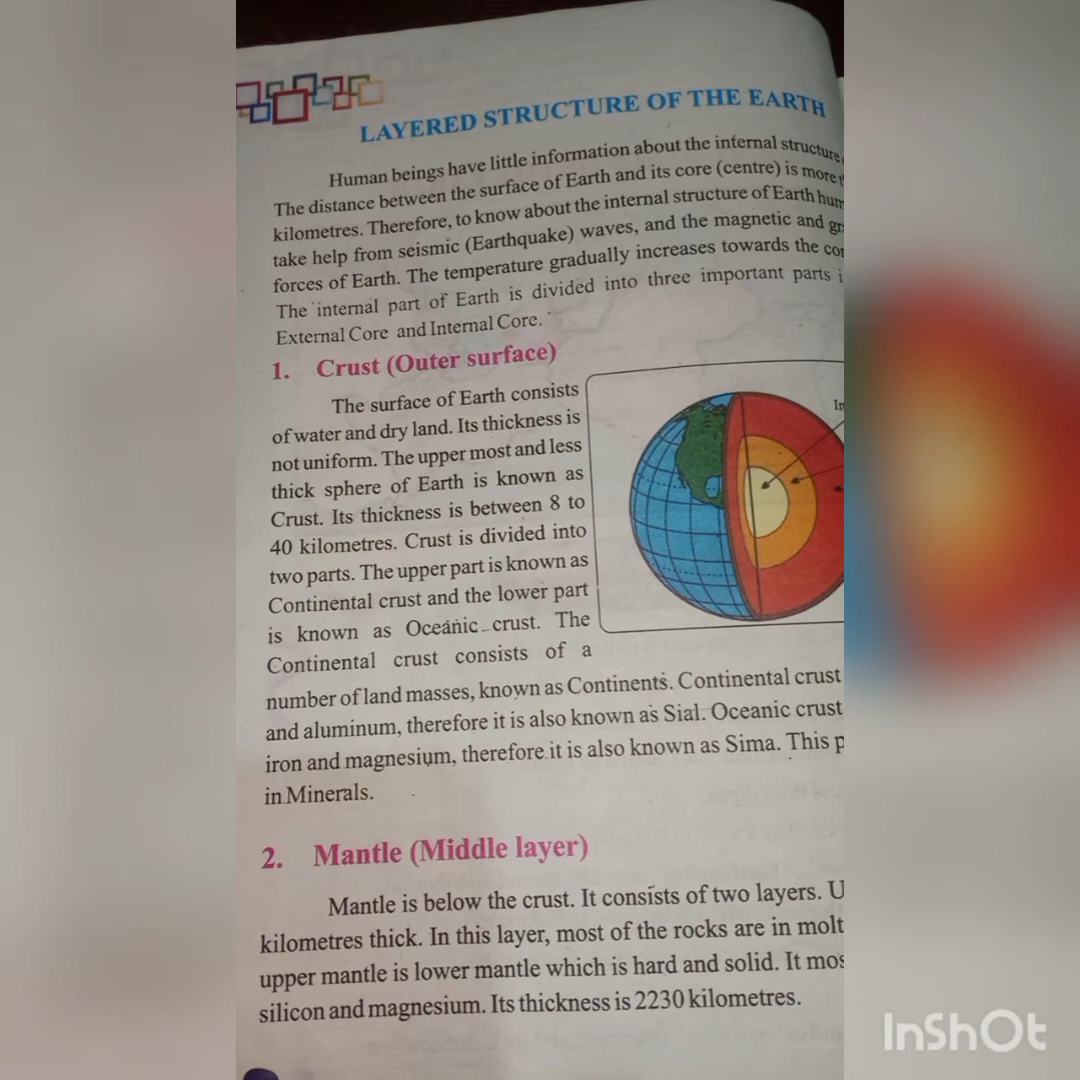 LAYERED STRUCTURE OF THE EARTH
Human beings have little information about the internal structure
The distance between the surface of Earth and its core (centre) is more
kilometres. Therefore, to know about the internal structure of Earth
take help from seismic (Earthquake) waves, and the magnetic and
forces of Earth. The temperature gradually increases towards the
The internal part of Earth is divided into three important parts
External Core and Internal Core.
1. Crust (Outer surface)
The surface of Earth consists
of water and dry land. Its thickness is
not uniform. The upper most and less
thick sphere of Earth is known as
Crust. Its thickness is between 8 to
40 kilometres. Crust is divided into
two parts. The upper part is known as
Continental crust and the lower part
is known as Oceanic crust. The
Continental crust consists of a
number of land masses, known as Continents. Continental crust
and aluminum, therefore it is also known as Sial. Oceanic crust
iron and magnesium, therefore it is also known as Sima. This
in Minerals.
2. Mantle (Middle layer)
Mantle is below the crust. It consists of two layers.
kilometres thick. In this layer, most of the rocks are in
upper mantle is lower mantle which is hard and solid. It
silicon and magnesium. Its thickness is 2230 kilometres.
InShOt